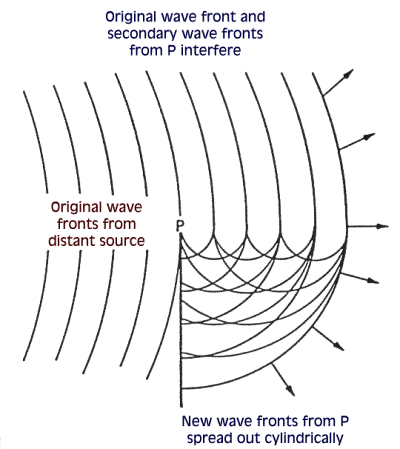 Original wave front and
secondary wave fronts
from P interfere
Original wave
fronts from
distant source
P
New wave fronts from P
spread out cylindrically